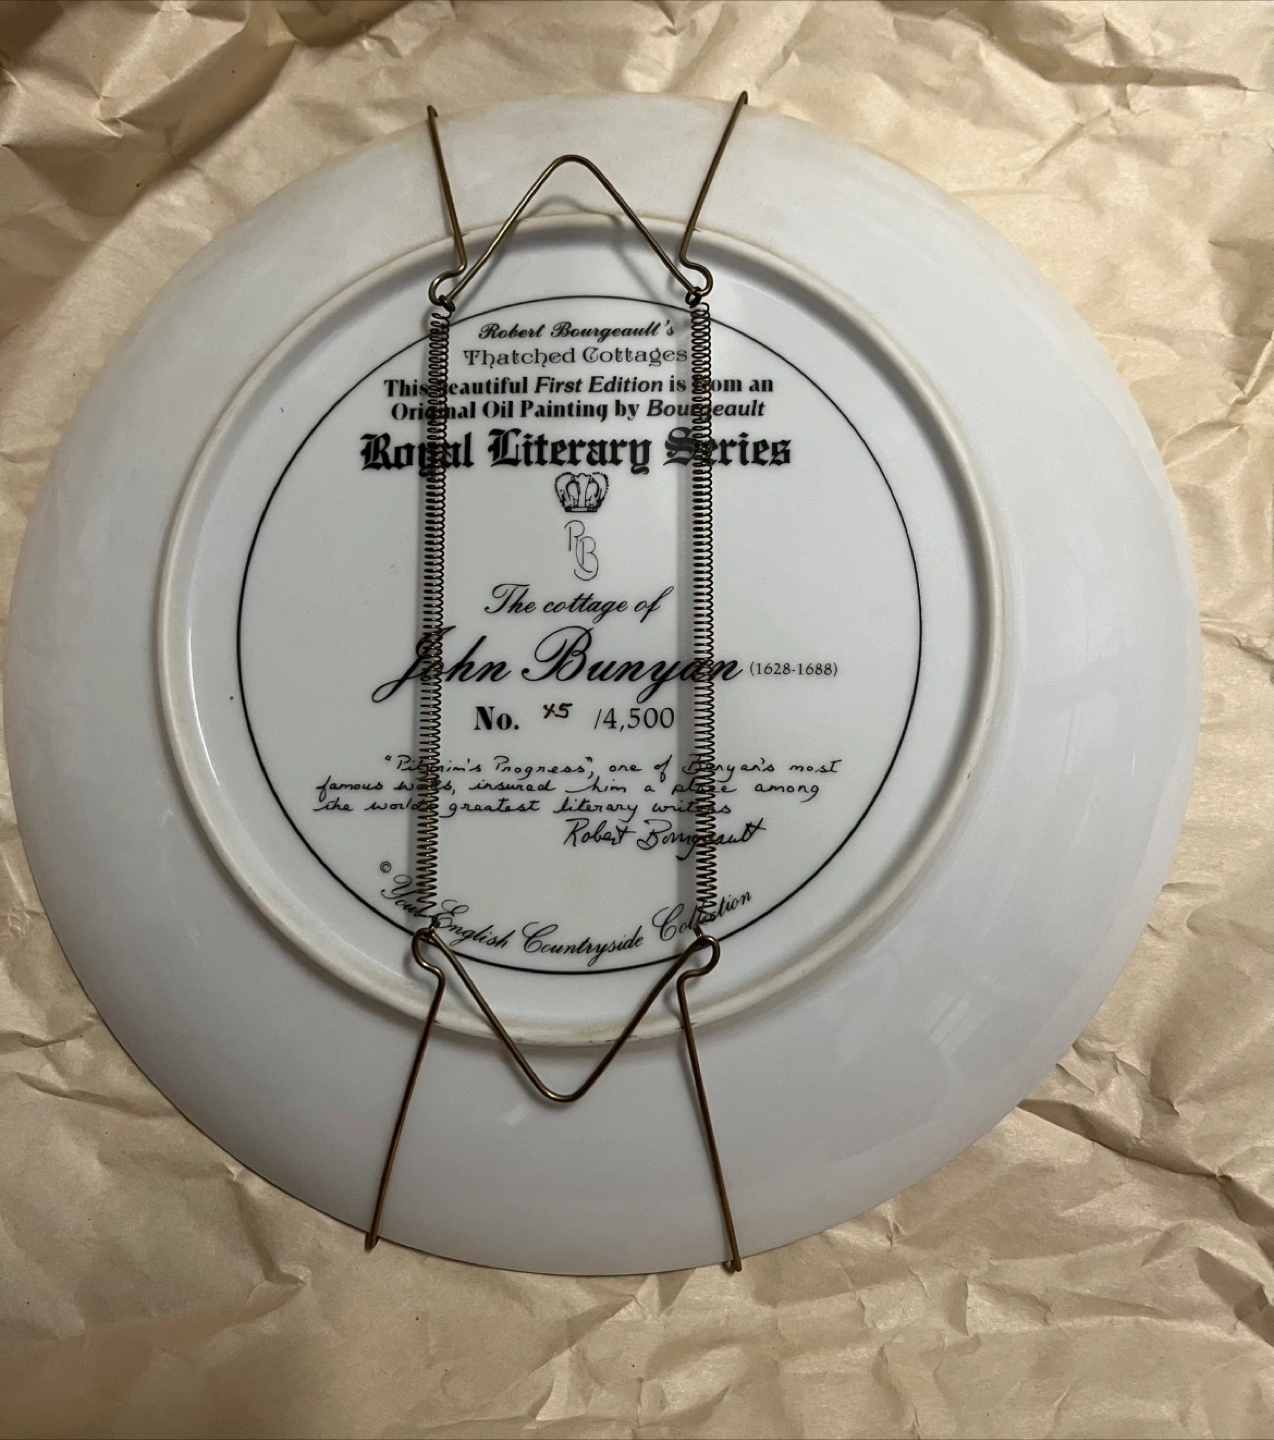 Robert Bourgeault's
Thatched Cottages
This Beautiful First Edition is from an
Original Oil Painting by Bourgeault
Royal Literary Series
RB
The cottage of
John Bunyan (1628-1688)
No. 45 /4,500
"Pilgrim's Progress", one of Bunyan's most
famous works, insured him a place among
the world's greatest literary writers
Robert Bourgeault
© Your English Countryside Collection